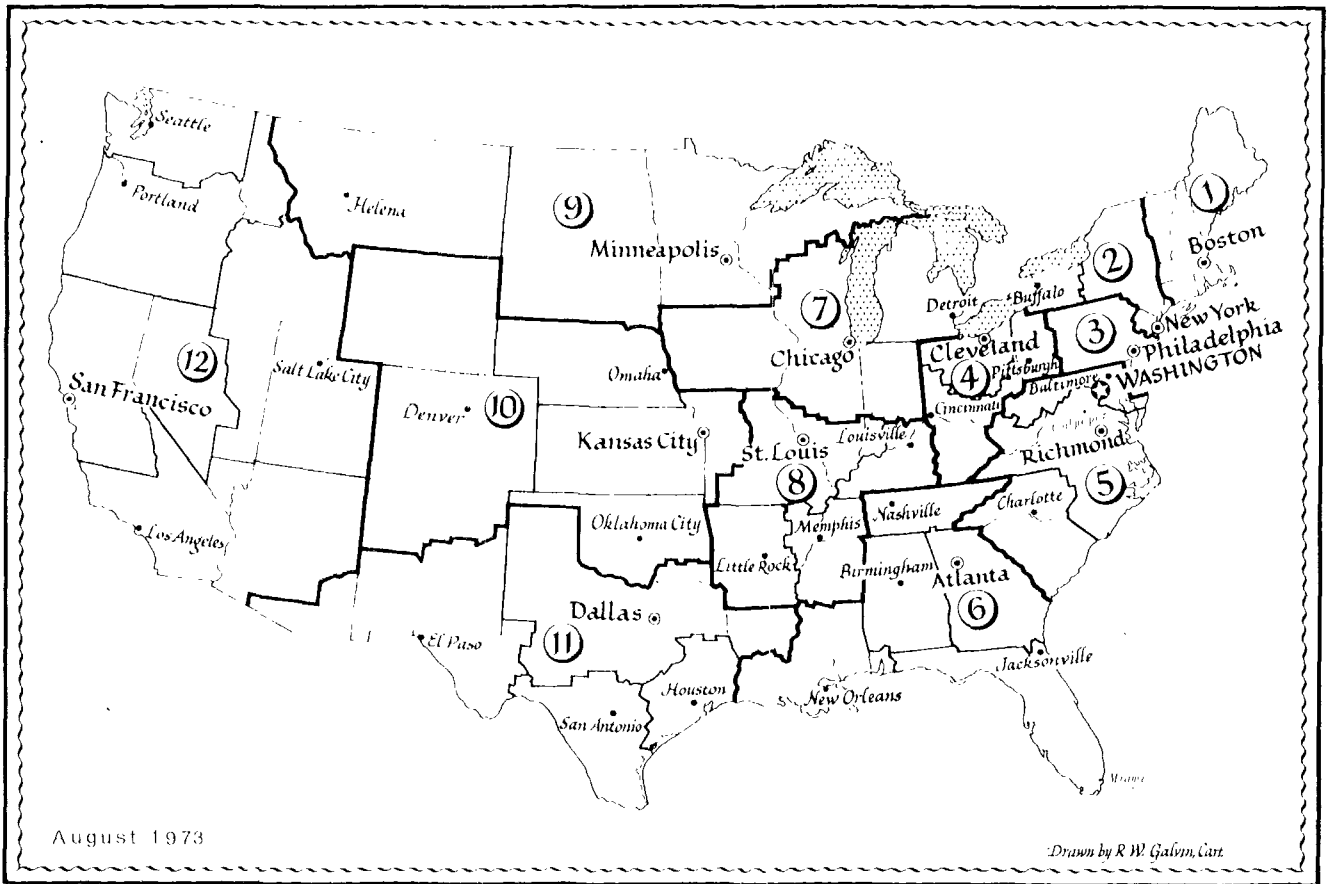 Seattle
Portland
Helena
9
Minneapolis
1
Boston
2
7
Detroit
Buffalo
New York
3
Philadelphia
Chicago
Cleveland
Pittsburgh
4
Baltimore
WASHINGTON
Cincinnati
12
Salt Lake City
Omaha
San Francisco
Denver
10
Kansas City
St. Louis
Louisville
Richmond
8
5
Los Angeles
Oklahoma City
Memphis
Nashville
Charlotte
Little Rock
Birmingham
Atlanta
6
Dallas
11
El Paso
Houston
San Antonio
New Orleans
Jacksonville
Miami
August 1973
Drawn by R. W. Galvin, Cart.